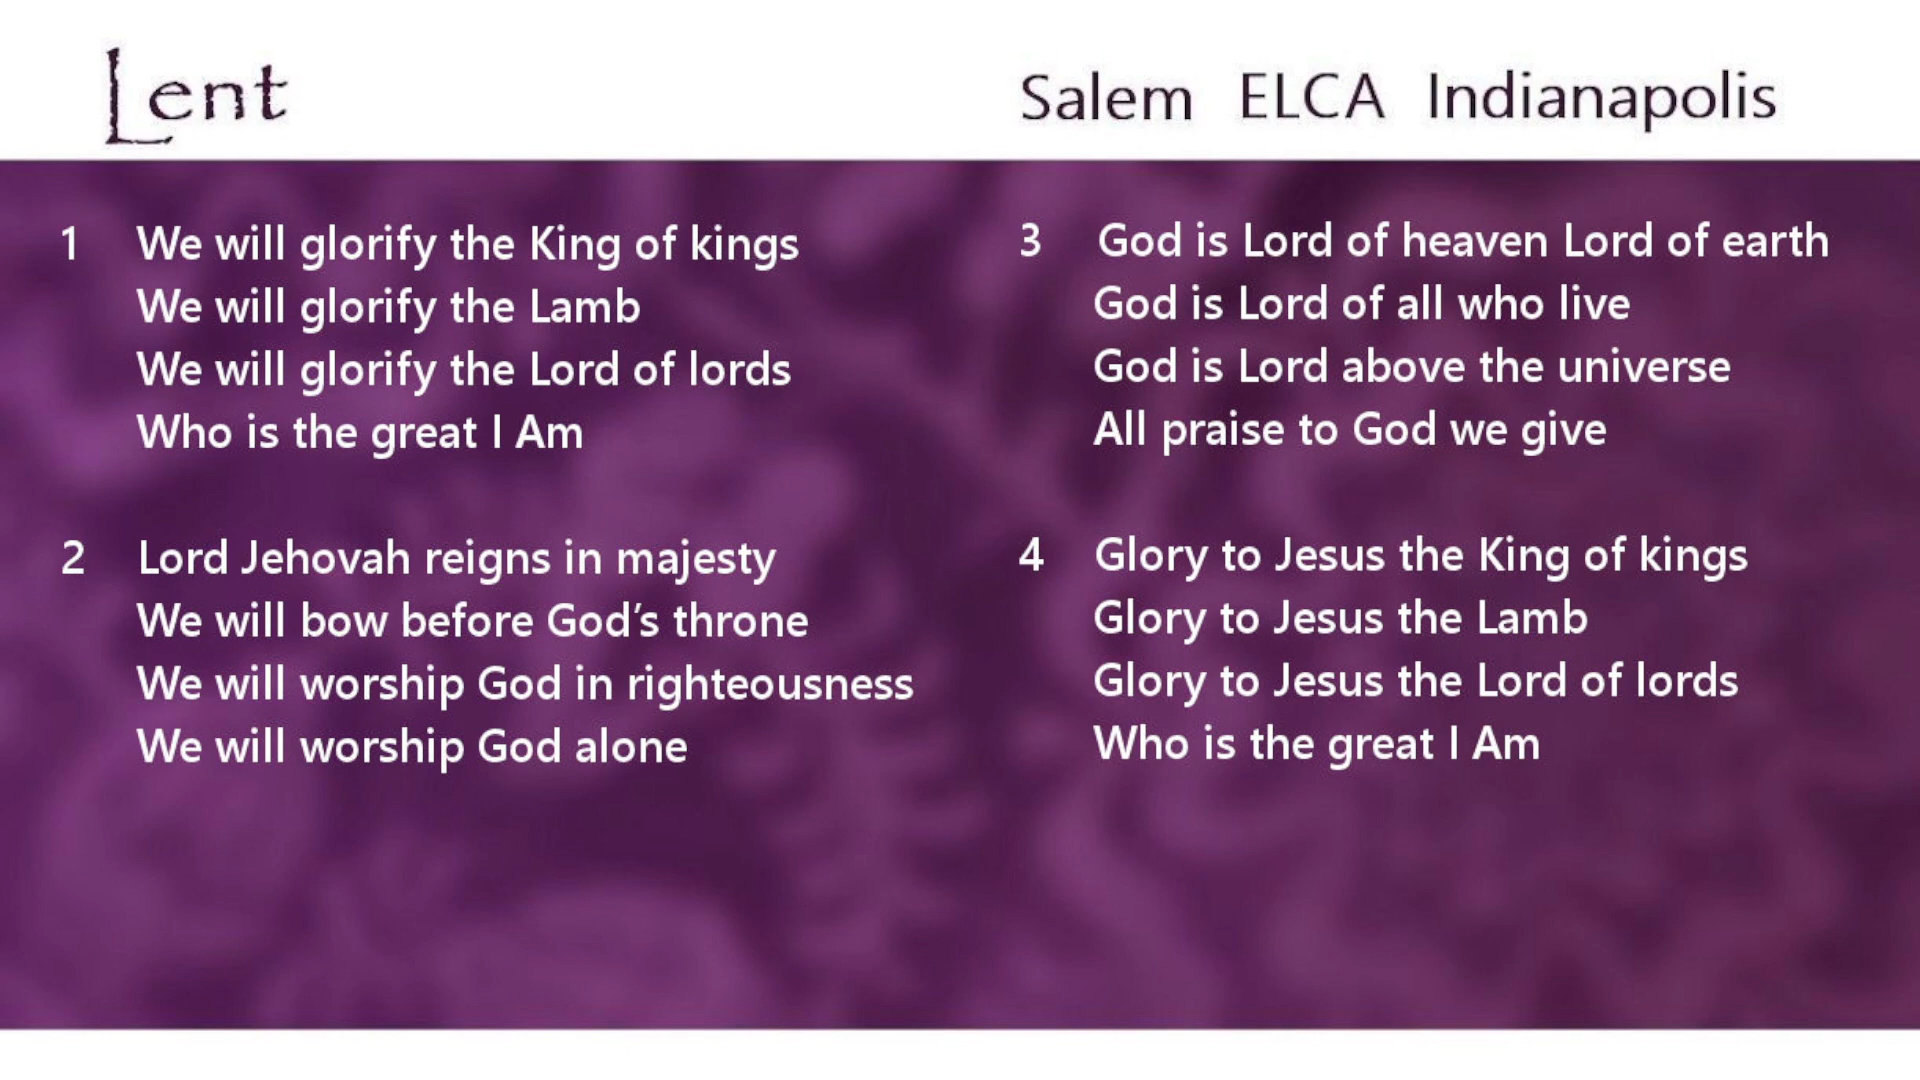 Lent
Salem ELCA Indianapolis
1 We will glorify the King of kings
We will glorify the Lamb
We will glorify the Lord of lords
Who is the great I Am
2 Lord Jehovah reigns in majesty
We will bow before God’s throne
We will worship God in righteousness
We will worship God alone
3 God is Lord of heaven Lord of earth
God is Lord of all who live
God is Lord above the universe
All praise to God we give
4 Glory to Jesus the King of kings
Glory to Jesus the Lamb
Glory to Jesus the Lord of lords
Who is the great I Am